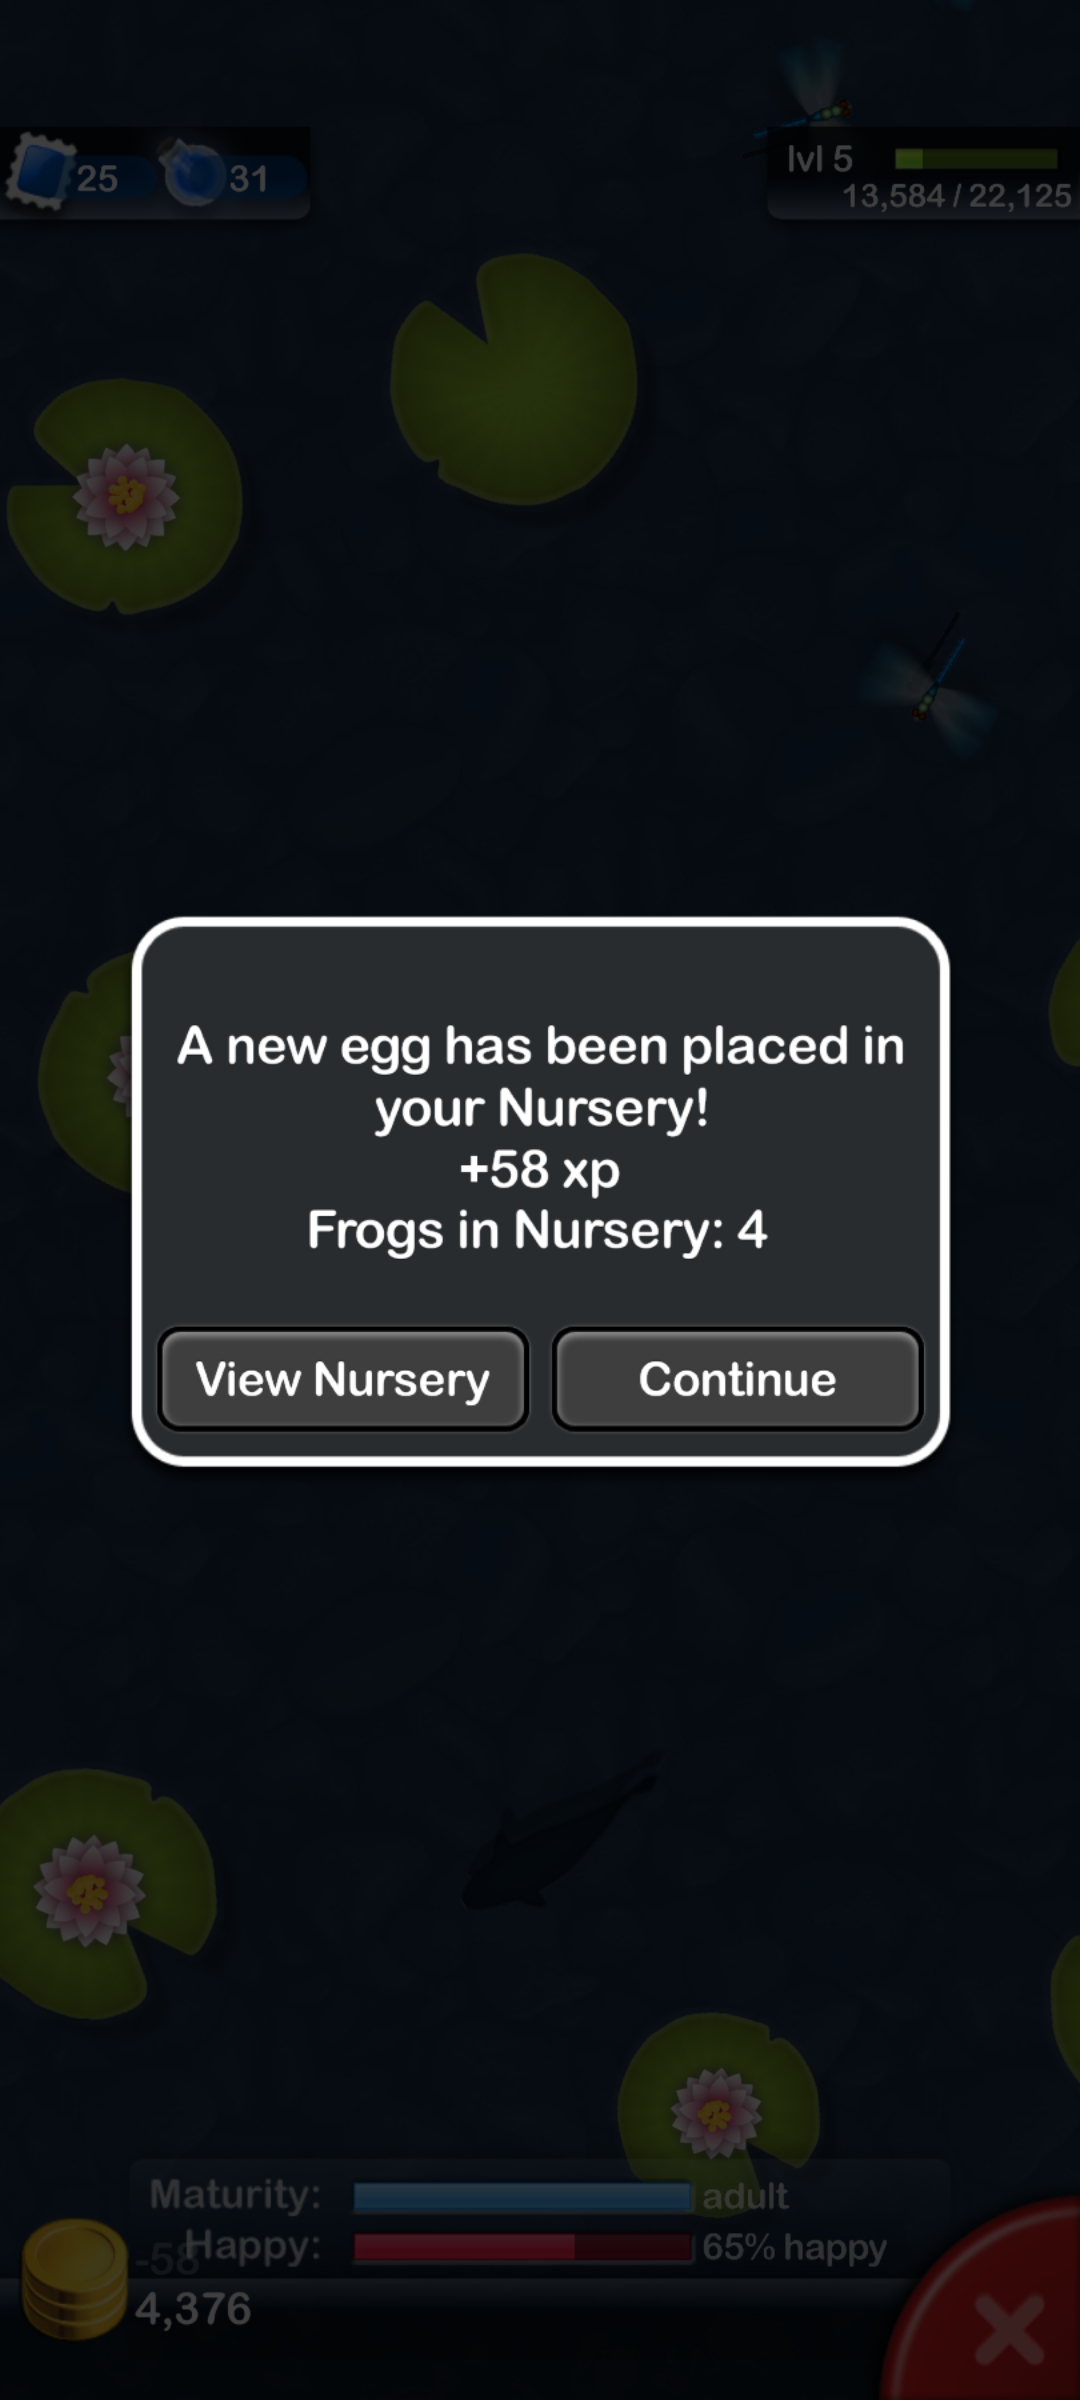 25
31
lvl 5
13,584 / 22,125
A new egg has been placed in
your Nursery!
+58 xp
Frogs in Nursery: 4
View Nursery
Continue
Maturity:
adult
Happy:
65% happy
-58
4,376